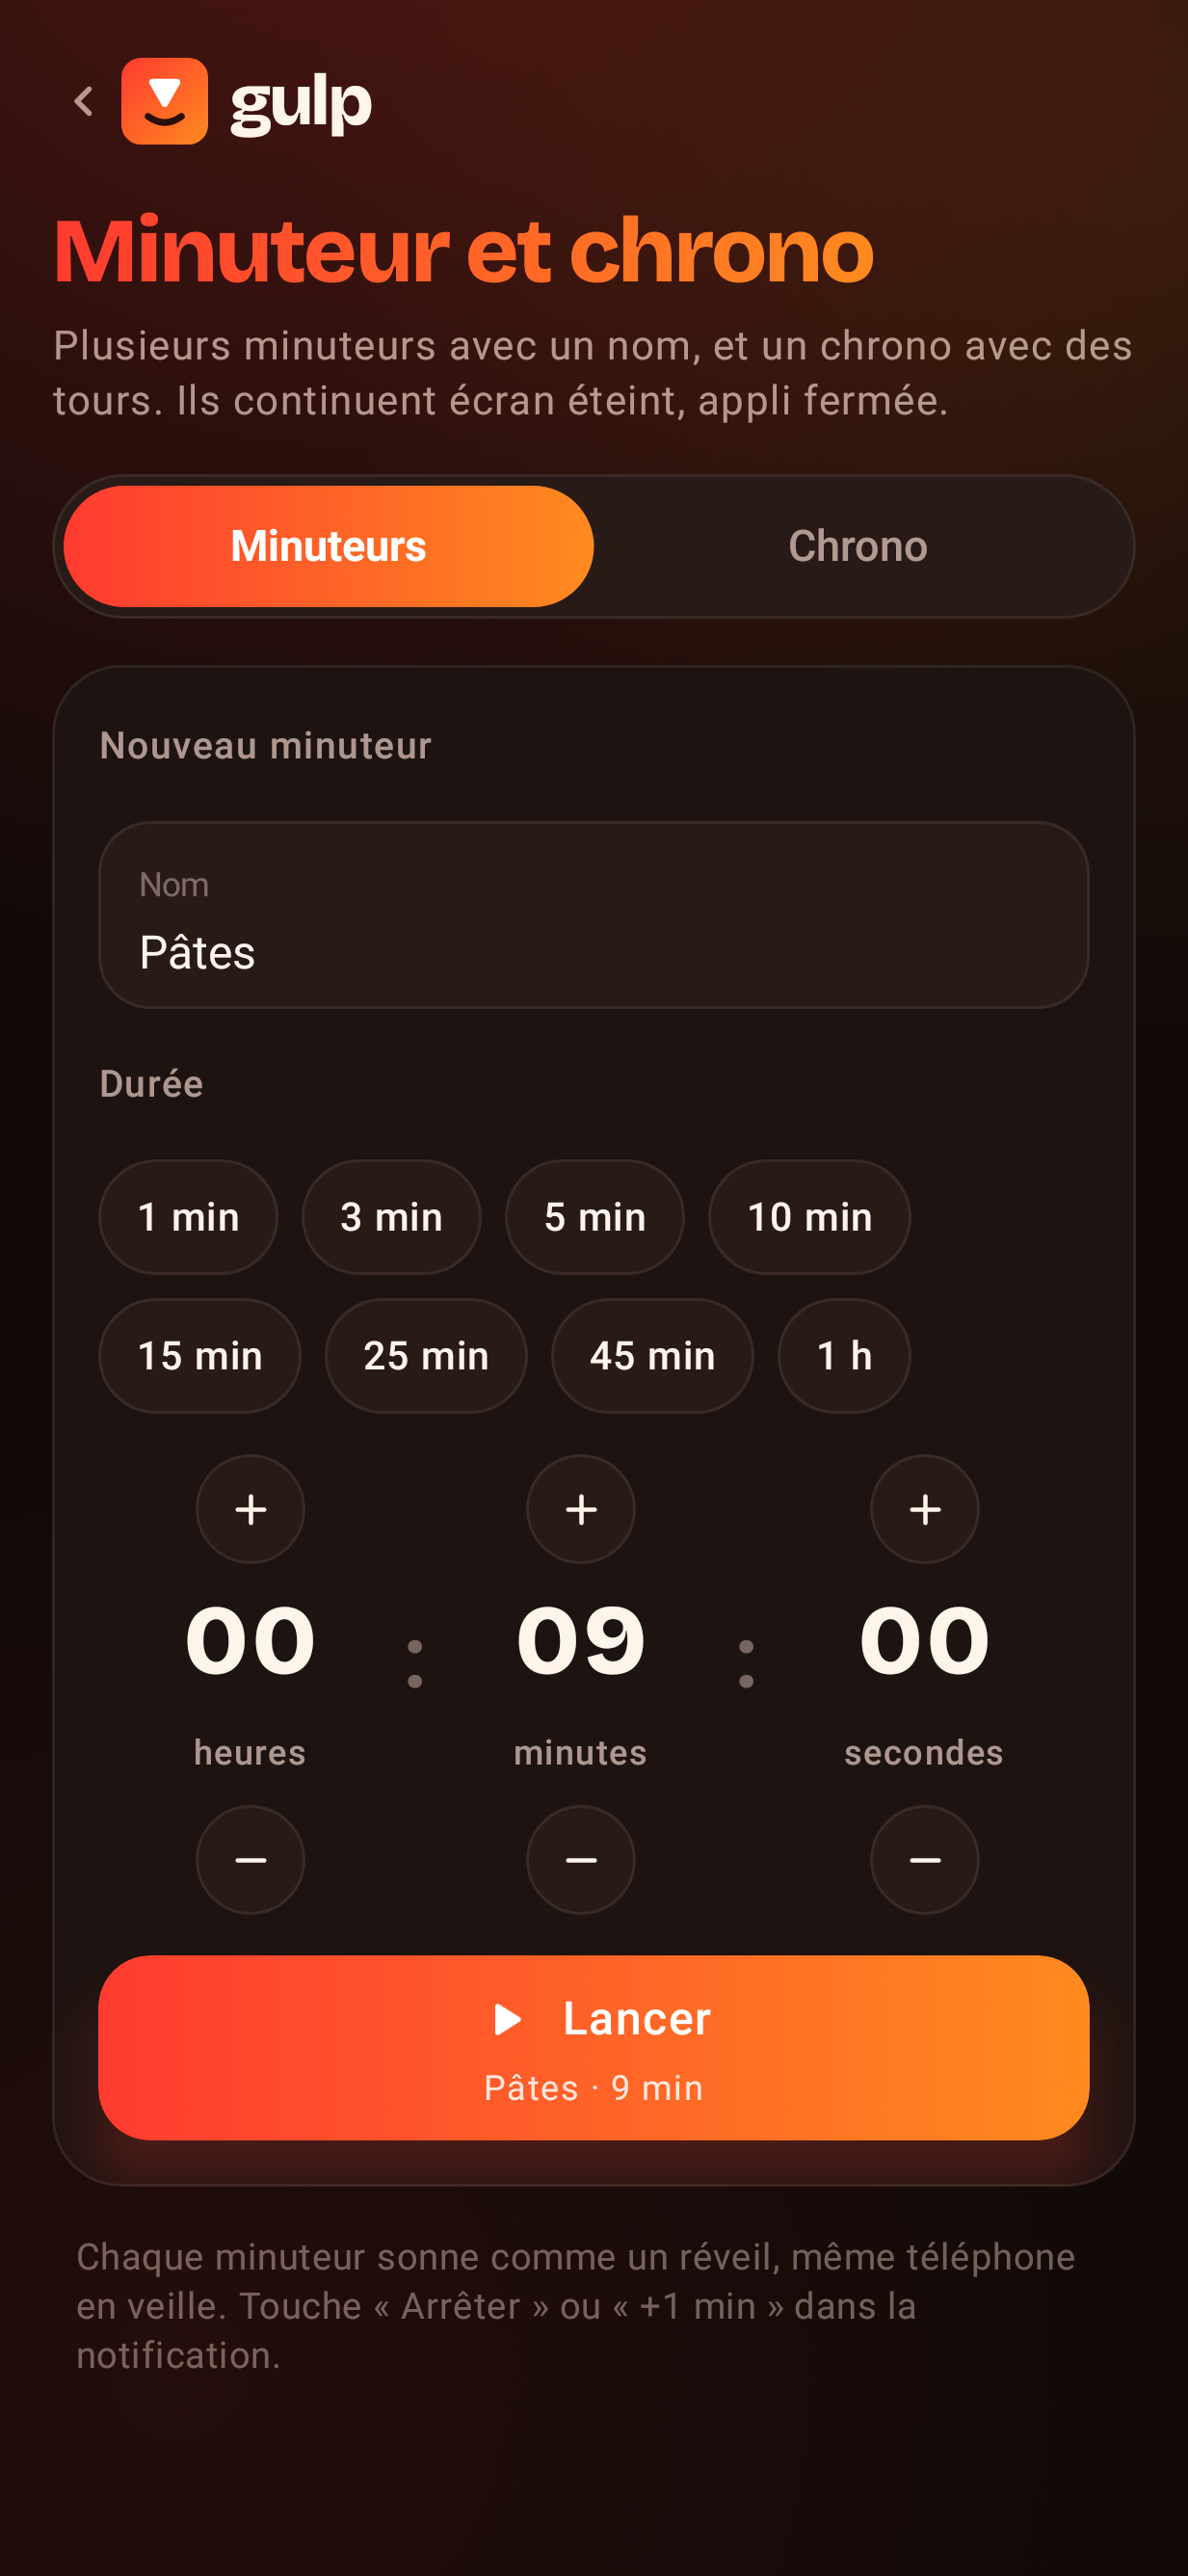 gulp
Minuteur et chrono
Plusieurs minuteurs avec un nom, et un chrono avec des
tours. Ils continuent écran éteint, appli fermée.
Minuteurs Chrono
Nouveau minuteur
Nom
Pâtes
Durée
1 min 3 min 5 min 10 min
15 min 25 min 45 min 1 h
+ + +
00 : 09 : 00
heures minutes secondes
− − −
Lancer
Pâtes · 9 min
Chaque minuteur sonne comme un réveil, même téléphone
en veille. Touche « Arrêter » ou « +1 min » dans la
notification.